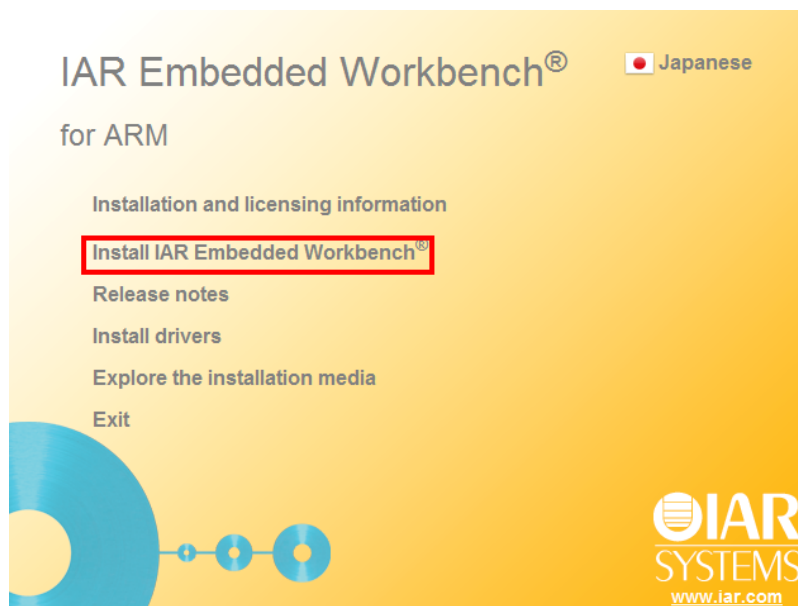 IAR Embedded Workbench®
Japanese
for ARM
Installation and licensing information
Install IAR Embedded Workbench®
Release notes
Install drivers
Explore the installation media
Exit
IAR
SYSTEMS
www.iar.com